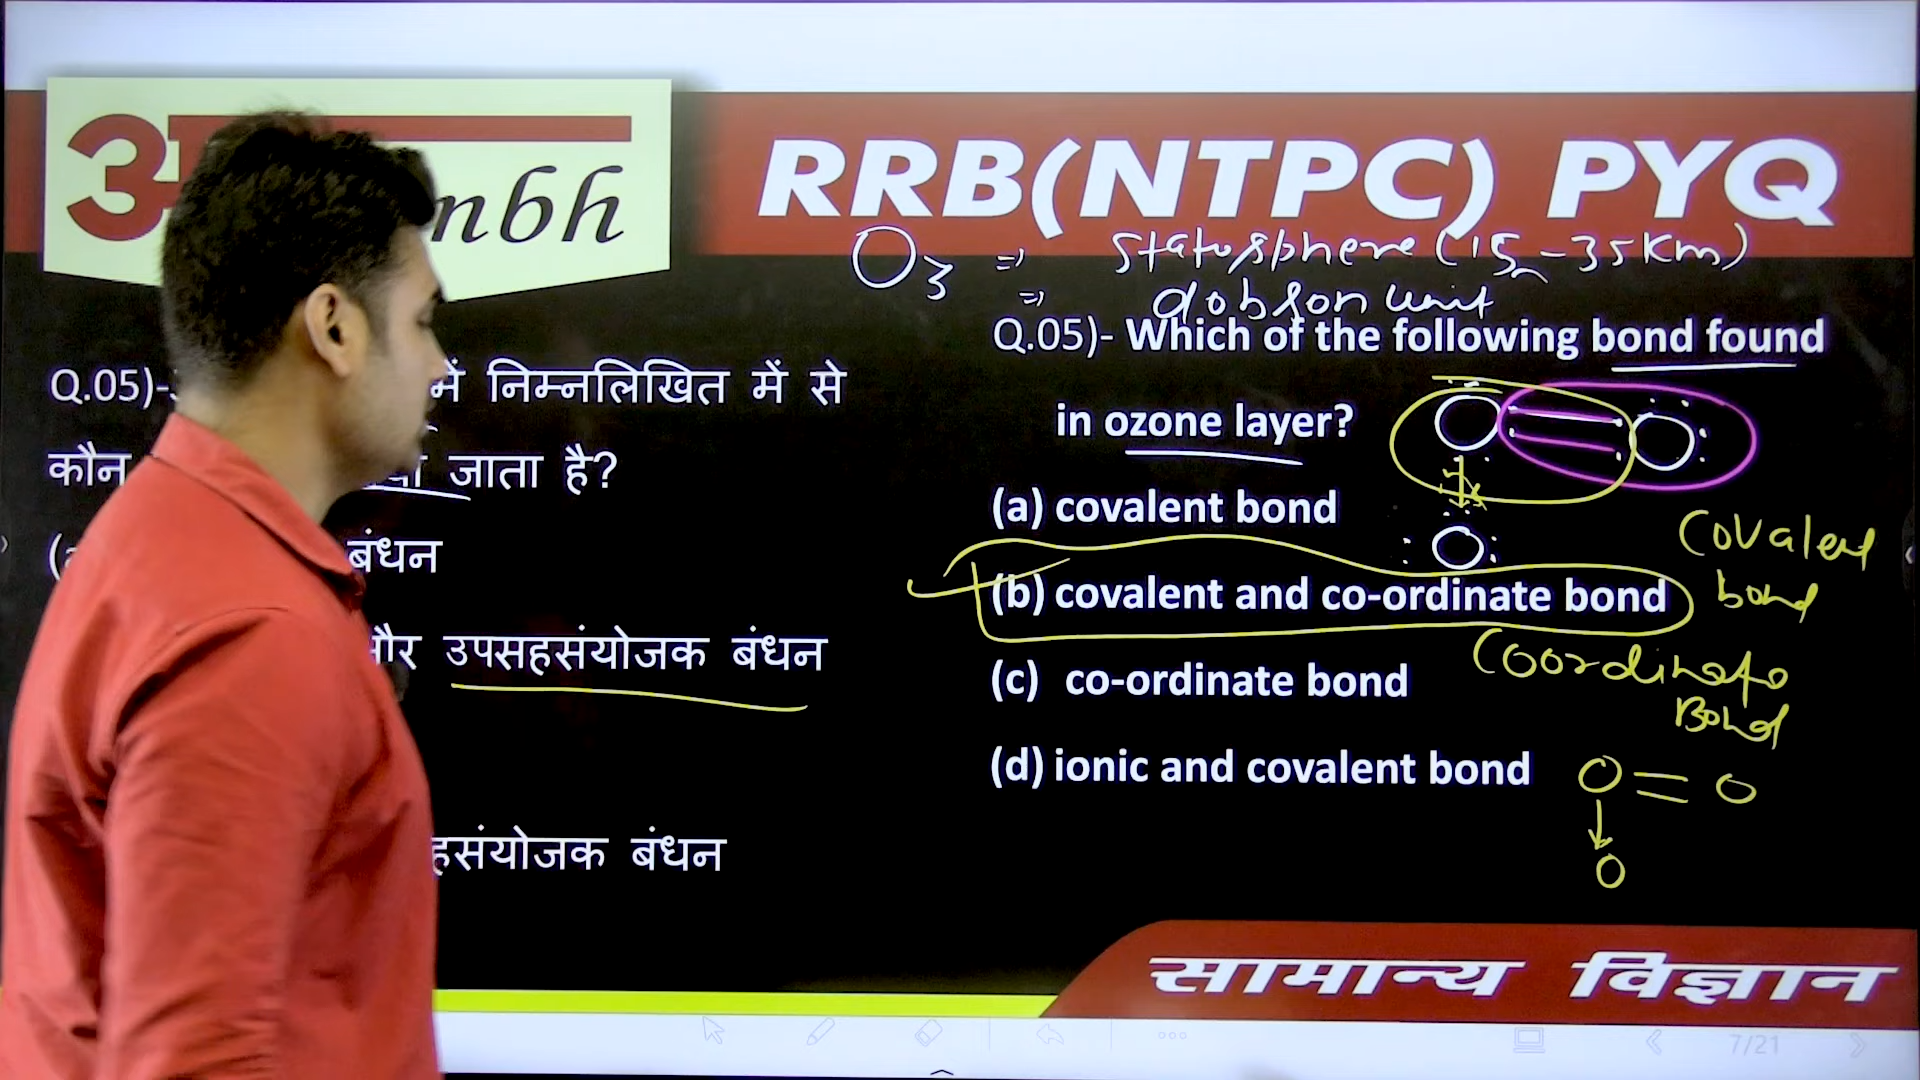 RRB(NTPC) PYQ
nbh
O3 => Statosphere (15-35Km)
=> dobson unit
Q.05)- में निम्नलिखित में से
कौन जाता है?
बंधन
और उपसहसंयोजक बंधन
हसंयोजक बंधन
Q.05)- Which of the following bond found
in ozone layer?
(a) covalent bond
(b) covalent and co-ordinate bond
(c) co-ordinate bond
(d) ionic and covalent bond
Covalent
bond
Coordinate
Bond
O = O
↓
O
सामान्य विज्ञान
7/21